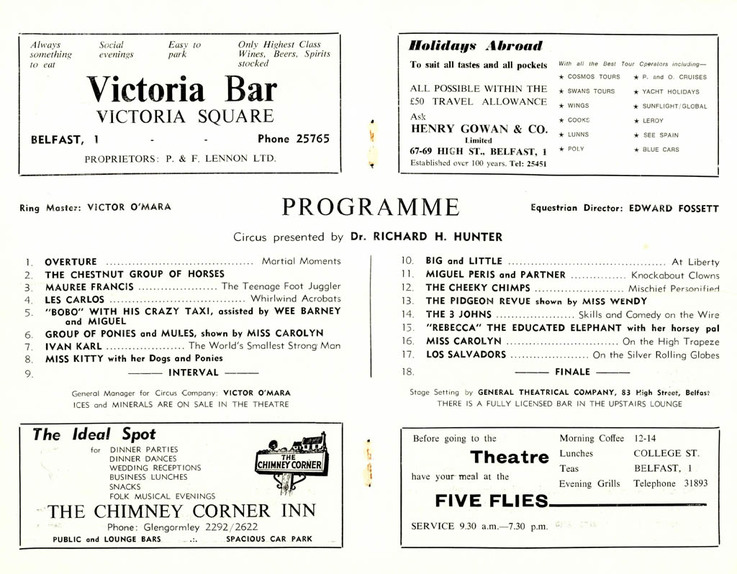 Always something to eat
Social evenings
Easy to park
Only Highest Class Wines, Beers, Spirits stocked
Victoria Bar
VICTORIA SQUARE
BELFAST, 1 - - Phone 25765
PROPRIETORS: P. & F. LENNON LTD.
Holidays Abroad
To suit all tastes and all pockets
ALL POSSIBLE WITHIN THE
£50 TRAVEL ALLOWANCE
Ask
HENRY GOWAN & CO.
Limited
67-69 HIGH ST., BELFAST, 1
Established over 100 years. Tel: 25451
With all the Best Tour Operators including—
★ COSMOS TOURS
★ SWANS TOURS
★ WINGS
★ COOKS
★ LUNNS
★ POLY
★ P. and O. CRUISES
★ YACHT HOLIDAYS
★ SUNFLIGHT/GLOBAL
★ LEROY
★ SEE SPAIN
★ BLUE CARS
Ring Master: VICTOR O'MARA
PROGRAMME
Equestrian Director: EDWARD FOSSETT
Circus presented by Dr. RICHARD H. HUNTER
1. OVERTURE ........ Martial Moments
2. THE CHESTNUT GROUP OF HORSES
3. MAUREE FRANCIS ........ The Teenage Foot Juggler
4. LES CARLOS ........ Whirlwind Acrobats
5. "BOBO" WITH HIS CRAZY TAXI, assisted by WEE BARNEY
and MIGUEL
6. GROUP OF PONIES and MULES, shown by MISS CAROLYN
7. IVAN KARL ........ The World's Smallest Strong Man
8. MISS KITTY with her Dogs and Ponies
9. —— INTERVAL ——
General Manager for Circus Company: VICTOR O'MARA
ICES and MINERALS ARE ON SALE IN THE THEATRE
10. BIG and LITTLE ........ At Liberty
11. MIGUEL PERIS and PARTNER ........ Knockabout Clowns
12. THE CHEEKY CHIMPS ........ Mischief Personified
13. THE PIDGEON REVUE shown by MISS WENDY
14. THE 3 JOHNS ........ Skills and Comedy on the Wire
15. "REBECCA" THE EDUCATED ELEPHANT with her horsey pal
16. MISS CAROLYN ........ On the High Trapeze
17. LOS SALVADORS ........ On the Silver Rolling Globes
18. —— FINALE ——
Stage Setting by GENERAL THEATRICAL COMPANY, 83 High Street, Belfast
THERE IS A FULLY LICENSED BAR IN THE UPSTAIRS LOUNGE
The Ideal Spot
for DINNER PARTIES
DINNER DANCES
WEDDING RECEPTIONS
BUSINESS LUNCHES
SNACKS
FOLK MUSICAL EVENINGS
THE
CHIMNEY CORNER
THE CHIMNEY CORNER INN
Phone: Glengormley 2292/2622
PUBLIC and LOUNGE BARS .:. SPACIOUS CAR PARK
Before going to the
Theatre
have your meal at the
FIVE FLIES
SERVICE 9.30 a.m.—7.30 p.m.
Morning Coffee
Lunches
Teas
Evening Grills
12-14
COLLEGE ST.
BELFAST, 1
Telephone 31893